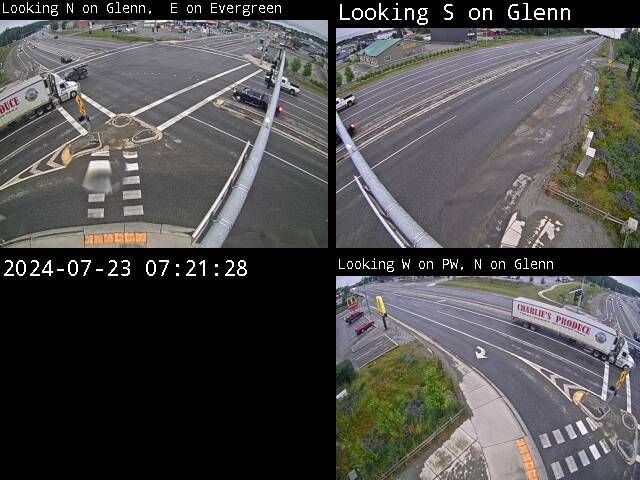 Looking N on Glenn,  E on Evergreen
Looking S on Glenn
2024-07-23 07:21:28
Looking W on PW, N on Glenn
DUCE
CHARLIE'S PRODUCE